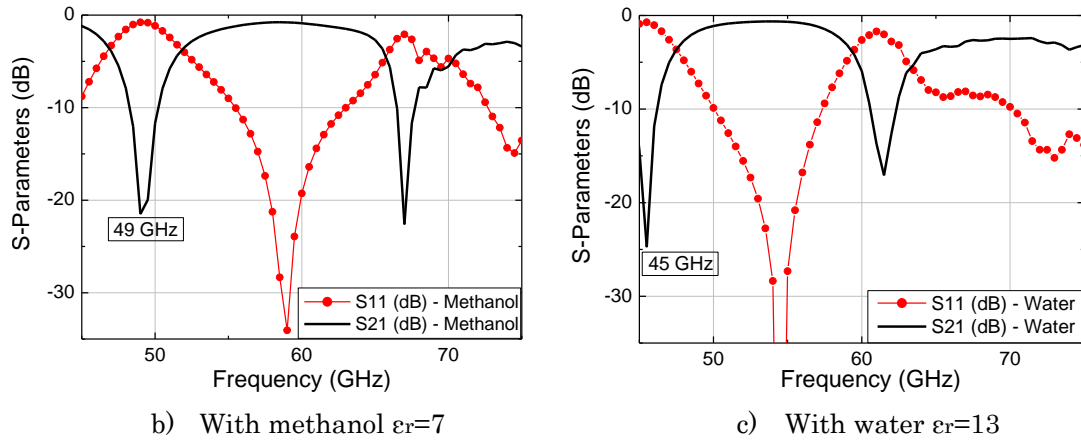 0
-10
-20
-30
S-Parameters (dB)
49 GHz
S11 (dB) - Methanol
S21 (dB) - Methanol
50
60
70
Frequency (GHz)
b) With methanol εr=7
0
-10
-20
-30
S-Parameters (dB)
45 GHz
S11 (dB) - Water
S21 (dB) - Water
50
60
70
Frequency (GHz)
c) With water εr=13